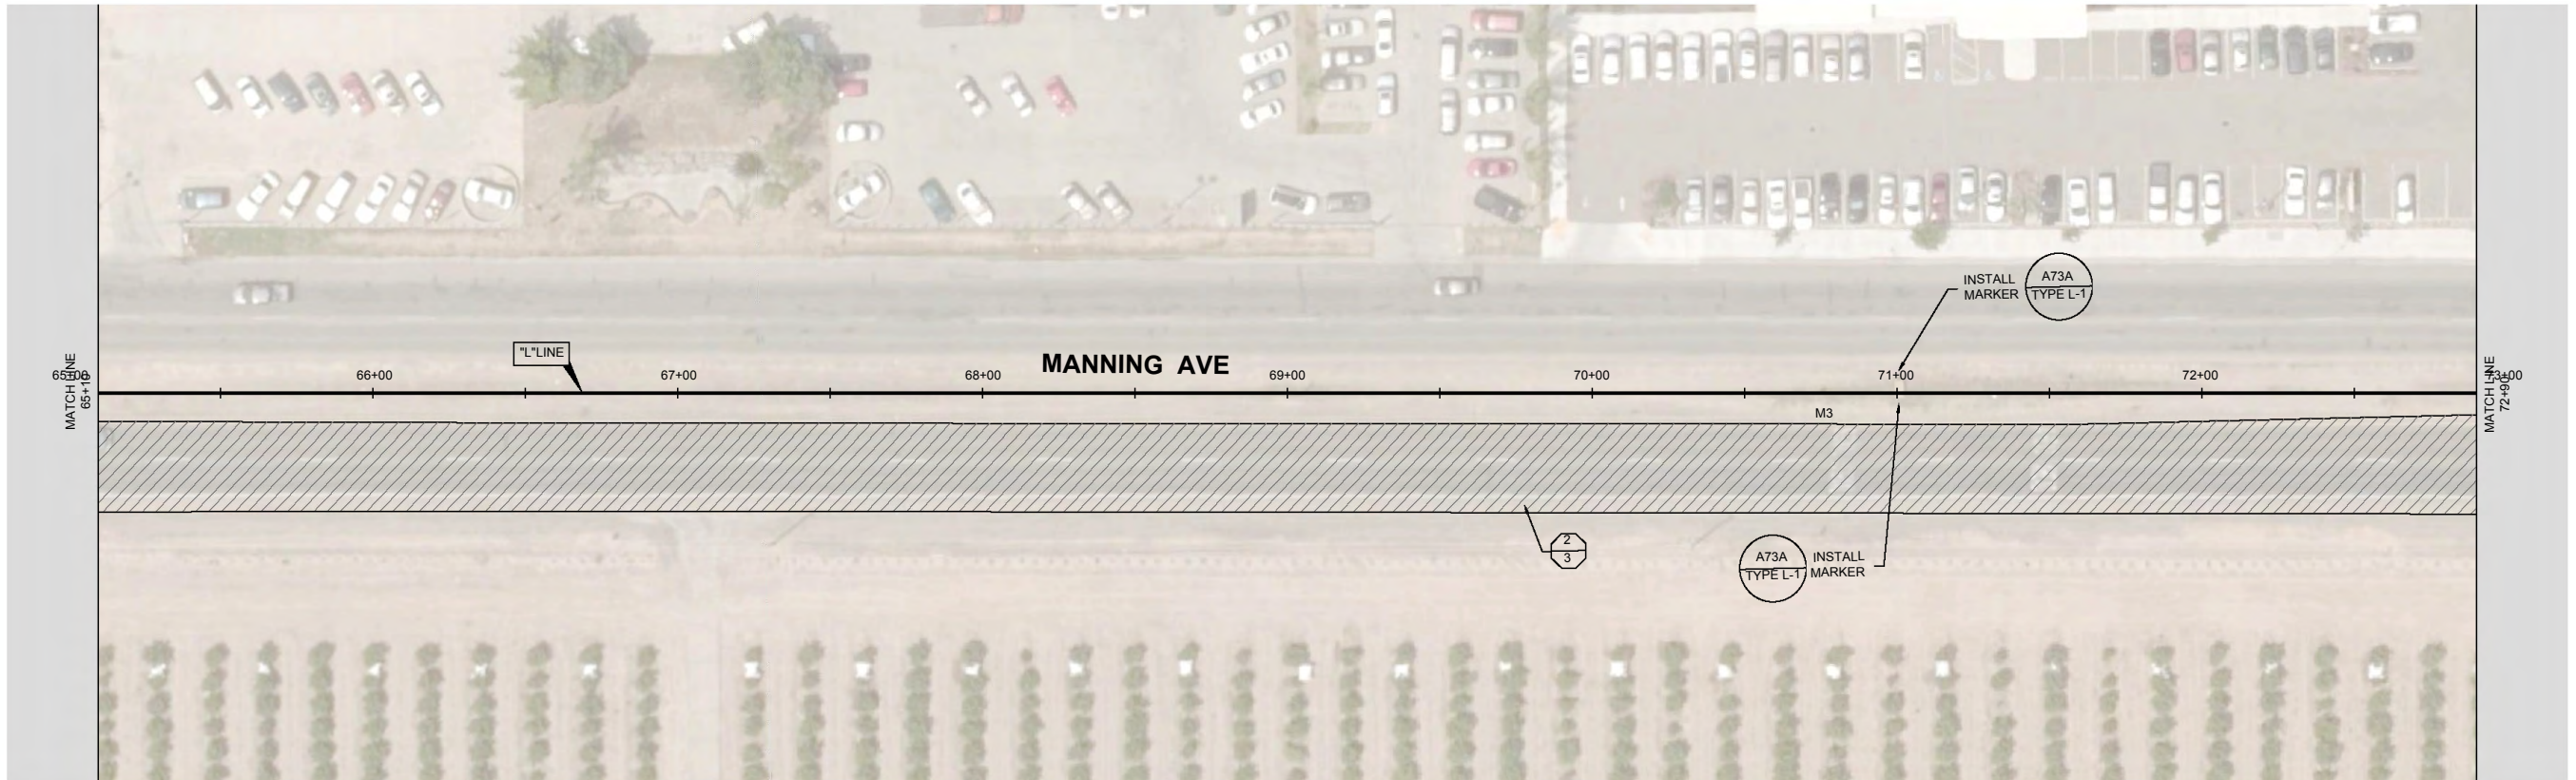 INSTALL
MARKER
A73A
TYPE L-1
"L"LINE
MANNING AVE
MATCH LINE
65+10
65+00
66+00
67+00
68+00
69+00
70+00
71+00
72+00
73+00
MATCH LINE
72+90
M3
2
3
A73A
TYPE L-1
INSTALL
MARKER